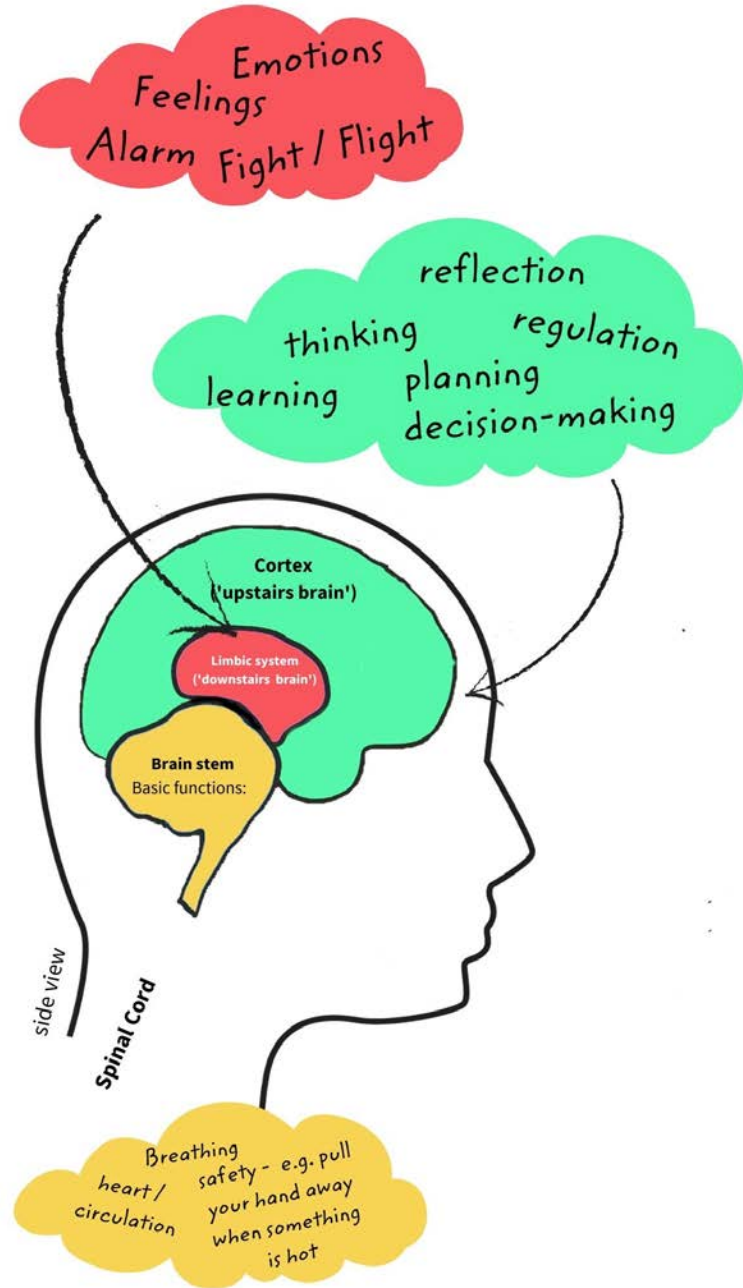 Emotions
Feelings
Alarm Fight / Flight
reflection
thinking regulation
learning planning
decision-making
Cortex
('upstairs brain')
Limbic system
('downstairs brain')
Brain stem
Basic functions:
side view
Spinal Cord
Breathing
heart/
circulation
safety - e.g. pull
your hand away
when something
is hot